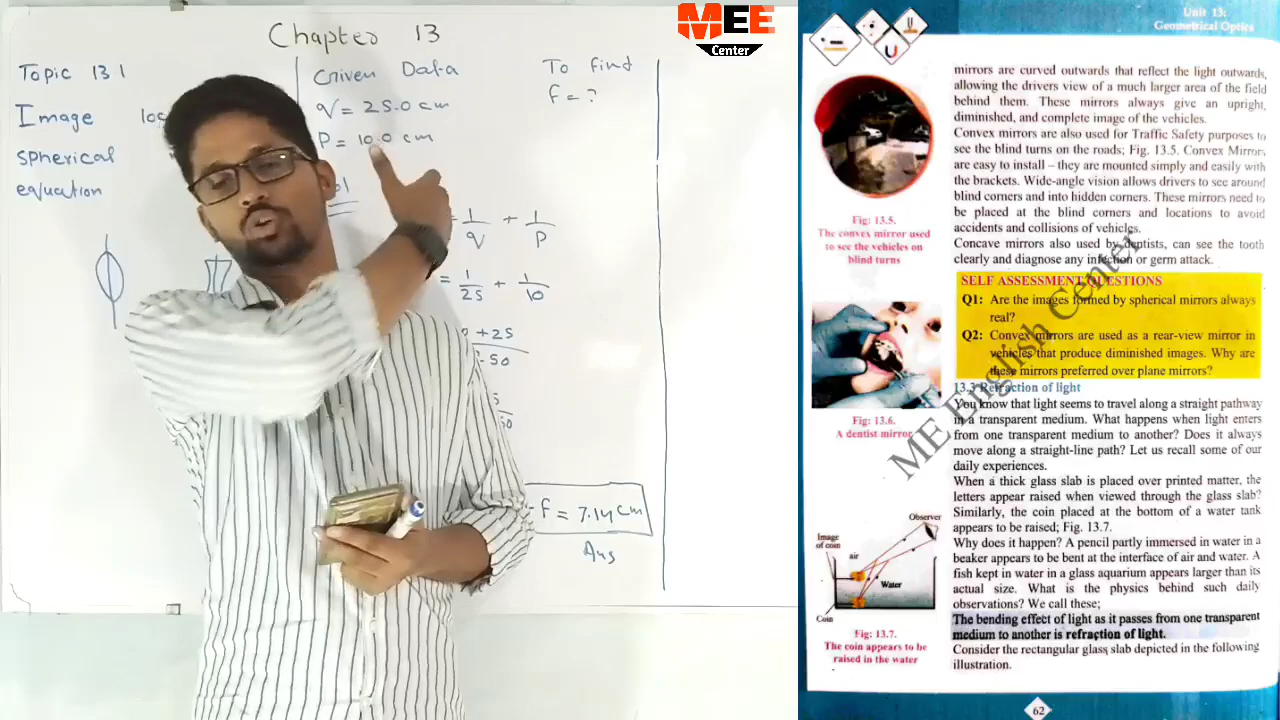 MEE
Center
Chapter 13
Topic 13.1
Image
spherical
equation
Given Data
q = 25.0 cm
P = 10.0 cm
To find
f = ?
= 1/q + 1/p
= 1/25 + 1/10
+ 25
f = 7.14 cm
Ans
Unit 13:
Geometrical Optics
mirrors are curved outwards that reflect the light outwards,
allowing the drivers view of a much larger area of the field
behind them. These mirrors always give an upright,
diminished, and complete image of the vehicles.
Convex mirrors are also used for Traffic Safety purposes to
see the blind turns on the roads; Fig. 13.5. Convex Mirrors
are easy to install – they are mounted simply and easily with
the brackets. Wide-angle vision allows drivers to see around
blind corners and into hidden corners. These mirrors need to
be placed at the blind corners and locations to avoid
accidents and collisions of vehicles.
Concave mirrors also used by dentists, can see the tooth
clearly and diagnose any infection or germ attack.
Fig: 13.5.
The convex mirror used
to see the vehicles on
blind turns
SELF ASSESSMENT QUESTIONS
Q1: Are the images formed by spherical mirrors always
real?
Q2: Convex mirrors are used as a rear-view mirror in
vehicles that produce diminished images. Why are
these mirrors preferred over plane mirrors?
Fig: 13.6.
A dentist mirror
13.3 Refraction of light
You know that light seems to travel along a straight pathway
in a transparent medium. What happens when light enters
from one transparent medium to another? Does it always
move along a straight-line path? Let us recall some of our
daily experiences.
When a thick glass slab is placed over printed matter, the
letters appear raised when viewed through the glass slab?
Similarly, the coin placed at the bottom of a water tank
appears to be raised; Fig. 13.7.
Why does it happen? A pencil partly immersed in water in a
beaker appears to be bent at the interface of air and water. A
fish kept in water in a glass aquarium appears larger than its
actual size. What is the physics behind such daily
observations? We call these;
The bending effect of light as it passes from one transparent
medium to another is refraction of light.
Consider the rectangular glass slab depicted in the following
illustration.
Observer
Image
of coin
air
Water
Coin
Fig: 13.7.
The coin appears to be
raised in the water
ME English Center
62